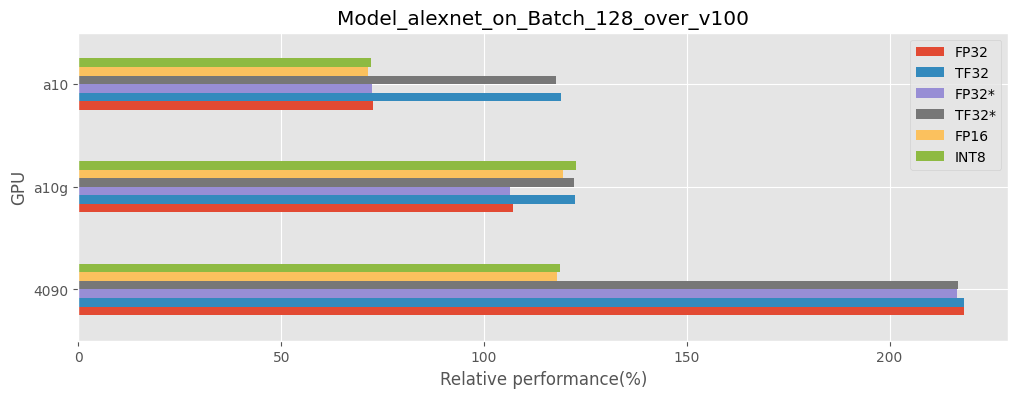 Model_alexnet_on_Batch_128_over_v100
FP32
TF32
FP32*
TF32*
FP16
INT8
a10
a10g
4090
GPU
0 50 100 150 200
Relative performance(%)